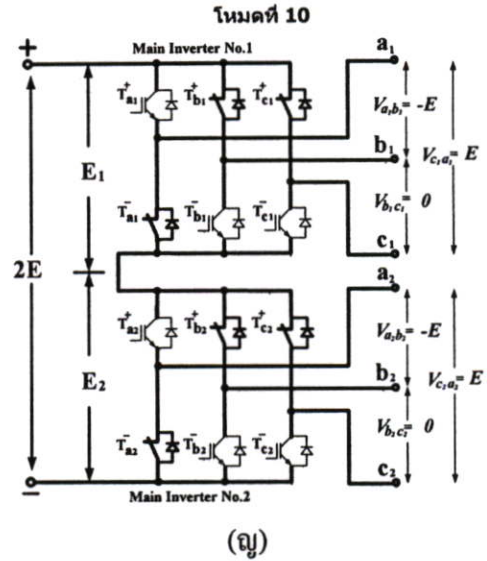 โหมดที่ 10
+
Main Inverter No.1
a₁
T⁺a₁
T⁺b₁
T⁺c₁
Va₁b₁= -E
E₁
b₁
Vc₁a₁= E
T⁻a₁
T⁻b₁
T⁻c₁
Vb₁c₁= 0
c₁
2E
a₂
T⁺a₂
T⁺b₂
T⁺c₂
Va₂b₂= -E
E₂
b₂
Vc₂a₂= E
T⁻a₂
T⁻b₂
T⁻c₂
Vb₂c₂= 0
c₂
−
Main Inverter No.2
(ญ)